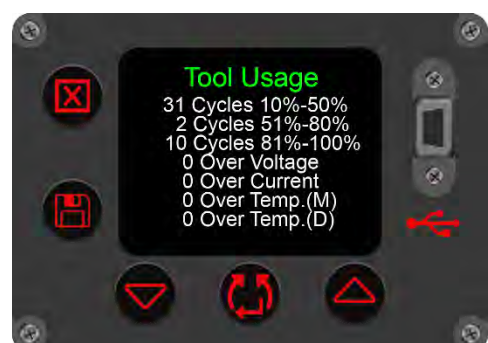 Tool Usage
31 Cycles 10%-50%
2 Cycles 51%-80%
10 Cycles 81%-100%
0 Over Voltage
0 Over Current
0 Over Temp.(M)
0 Over Temp.(D)